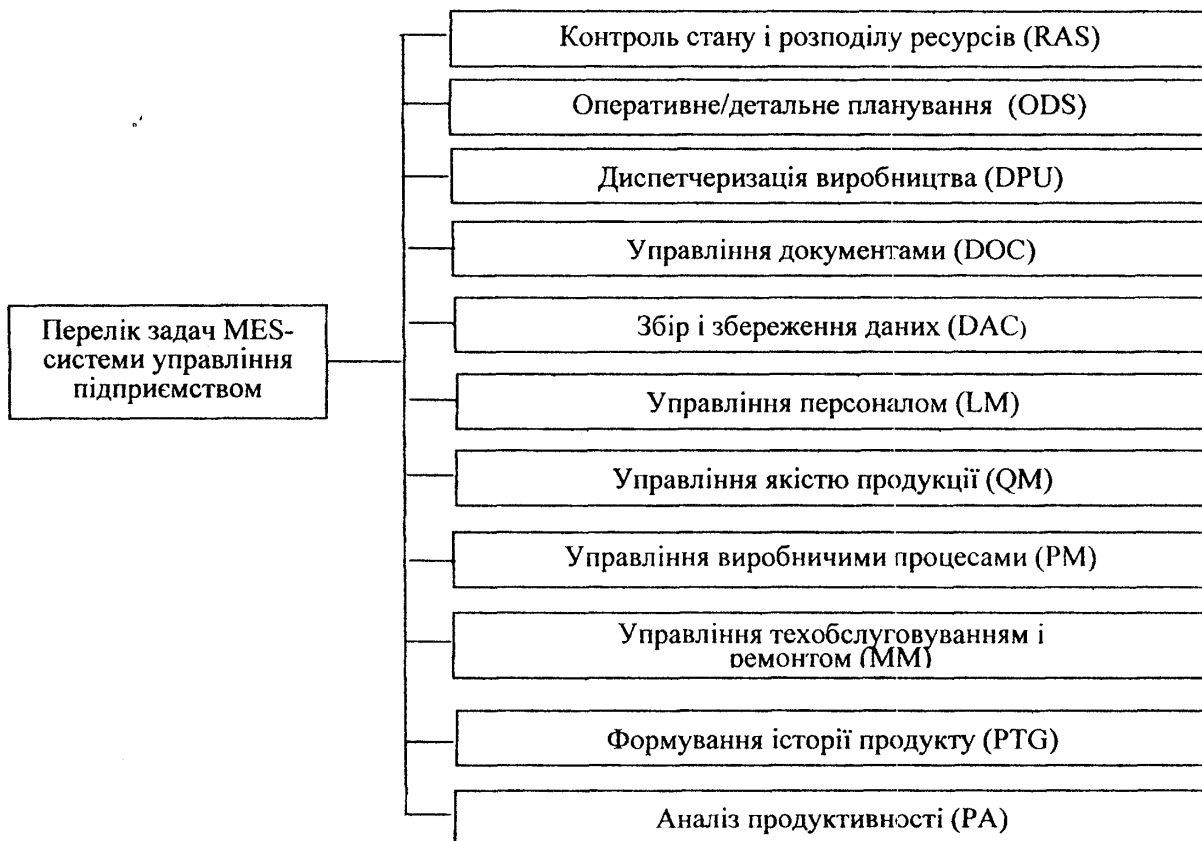 Контроль стану і розподілу ресурсів (RAS)
Оперативне/детальне планування (ODS)
Диспетчеризація виробництва (DPU)
Управління документами (DOC)
Перелік задач MES-
системи управління
підприємством
Збір і збереження даних (DAC)
Управління персоналом (LM)
Управління якістю продукції (QM)
Управління виробничими процесами (PM)
Управління техобслуговуванням і
ремонтом (MM)
Формування історії продукту (PTG)
Аналіз продуктивності (PA)